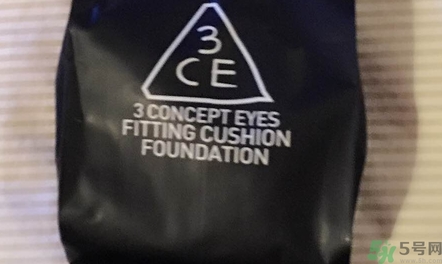 3
CE
3 CONCEPT EYES
FITTING CUSHION
FOUNDATION
5号网